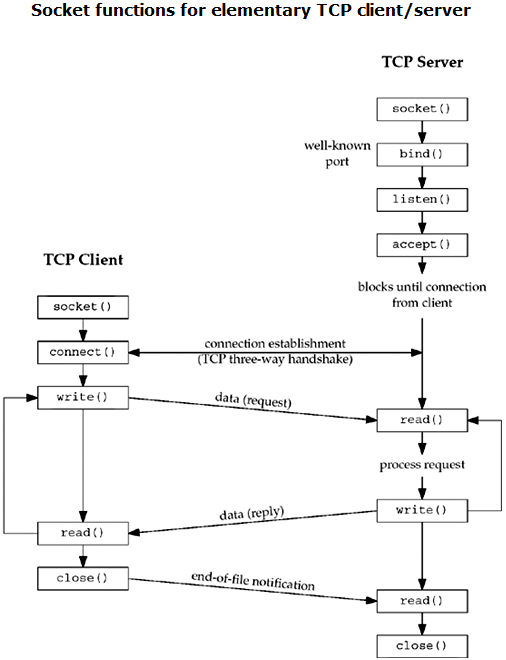 Socket functions for elementary TCP client/server
TCP Server
socket()
well-known
port
bind()
listen()
accept()
TCP Client
blocks until connection
from client
socket()
connection establishment
(TCP three-way handshake)
connect()
write()
data (request)
read()
process request
data (reply)
write()
read()
close()
end-of-file notification
read()
close()